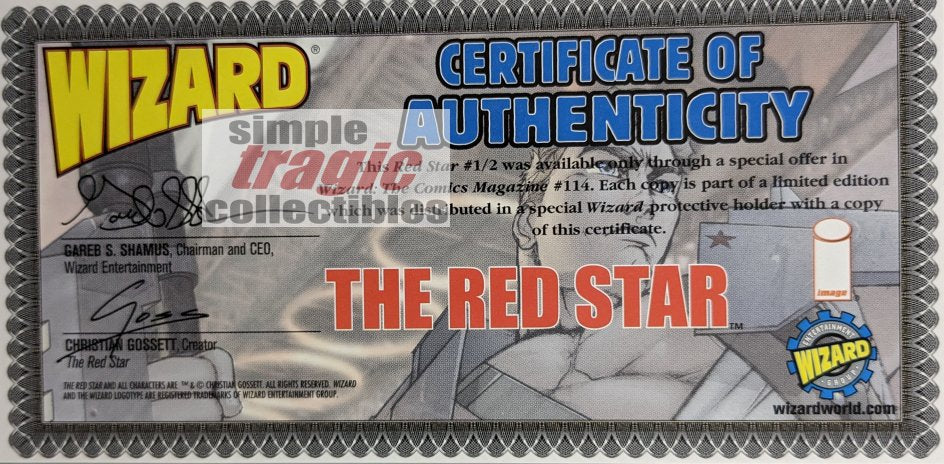 WIZARD®
CERTIFICATE OF
AUTHENTICITY
simple
tragic
collectibles
This Red Star #1/2 was available only through a special offer in
Wizard: The Comics Magazine #114. Each copy is part of a limited edition
which was distributed in a special Wizard protective holder with a copy
of this certificate.
GAREB S. SHAMUS, Chairman and CEO,
Wizard Entertainment
THE RED STAR™
image
Goss
CHRISTIAN GOSSETT, Creator
The Red Star
ENTERTAINMENT
WIZARD
GROUP
THE RED STAR AND ALL CHARACTERS ARE ™ & © CHRISTIAN GOSSETT. ALL RIGHTS RESERVED. WIZARD
AND THE WIZARD LOGOTYPE ARE REGISTERED TRADEMARKS OF WIZARD ENTERTAINMENT GROUP.
wizardworld.com